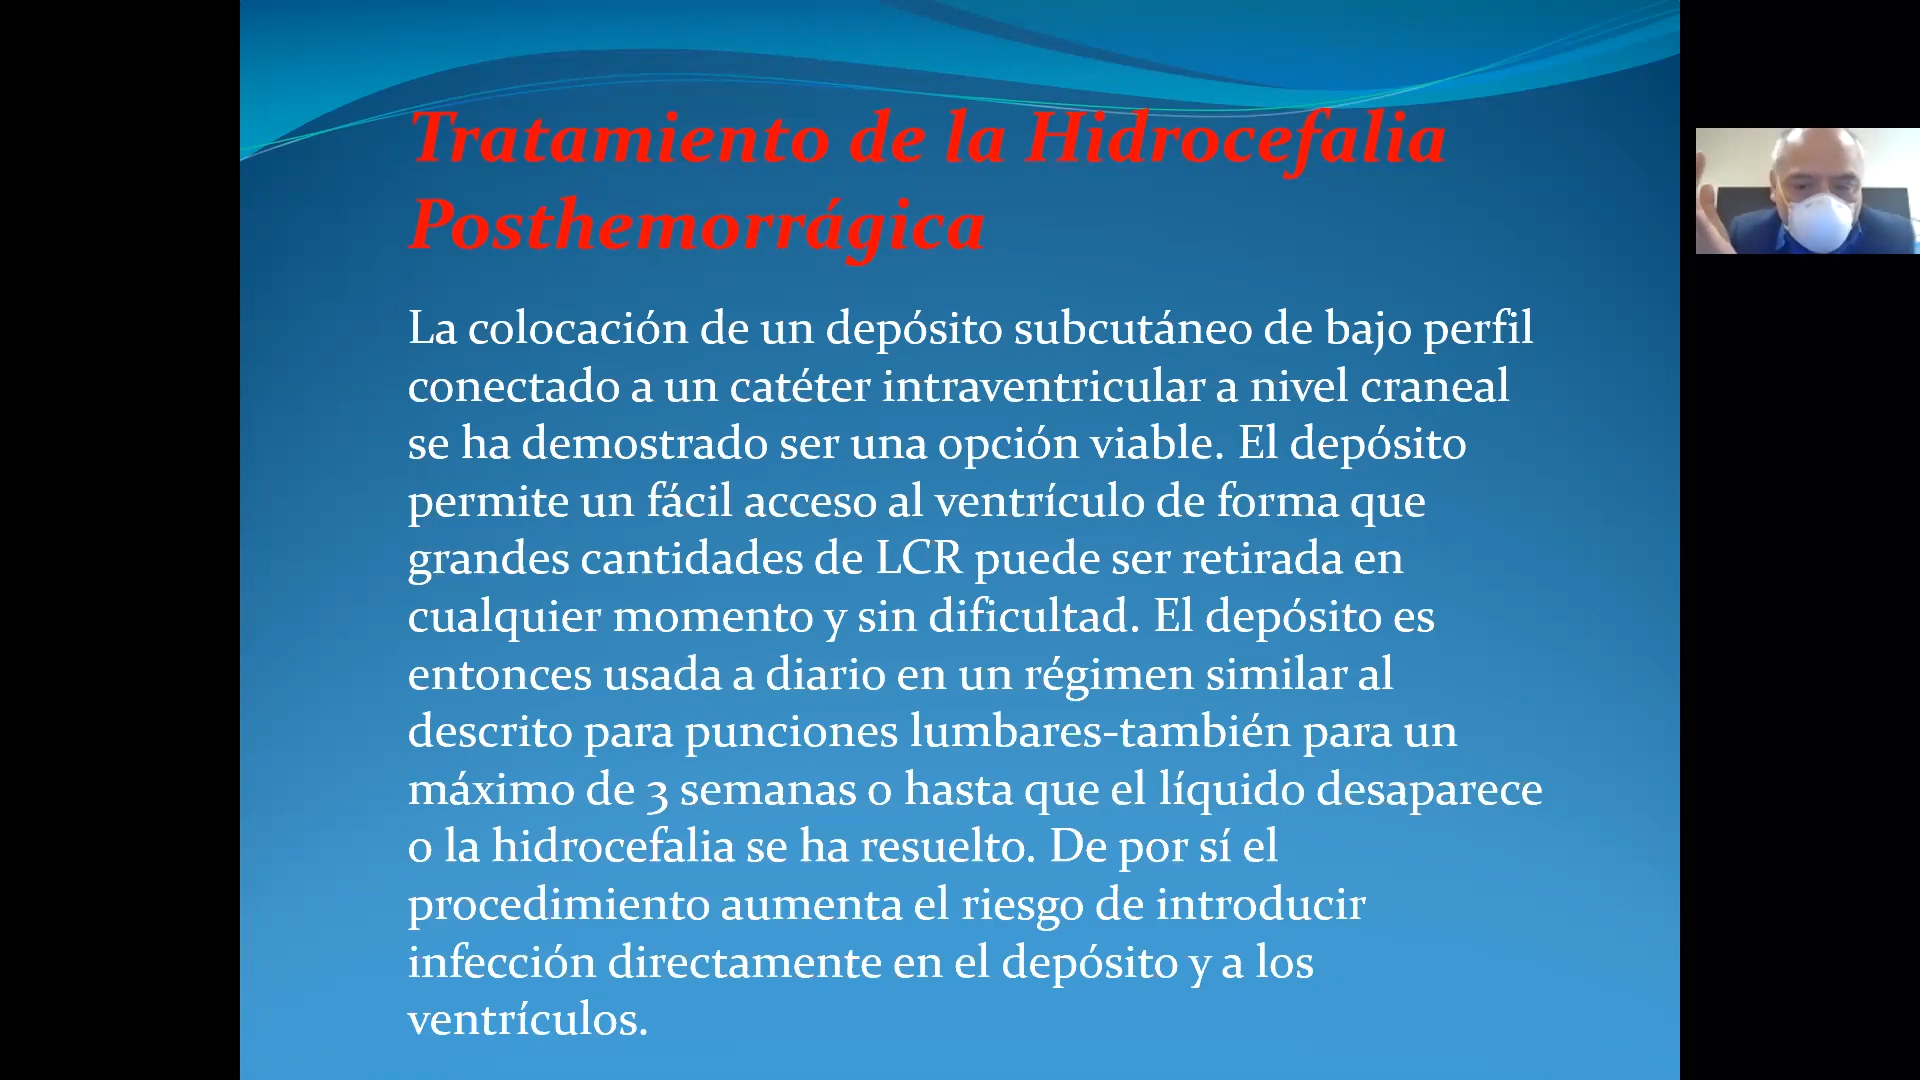 Tratamiento de la Hidrocefalia
Posthemorrágica
La colocación de un depósito subcutáneo de bajo perfil
conectado a un catéter intraventricular a nivel craneal
se ha demostrado ser una opción viable. El depósito
permite un fácil acceso al ventrículo de forma que
grandes cantidades de LCR puede ser retirada en
cualquier momento y sin dificultad. El depósito es
entonces usada a diario en un régimen similar al
descrito para punciones lumbares-también para un
máximo de 3 semanas o hasta que el líquido desaparece
o la hidrocefalia se ha resuelto. De por sí el
procedimiento aumenta el riesgo de introducir
infección directamente en el depósito y a los
ventrículos.